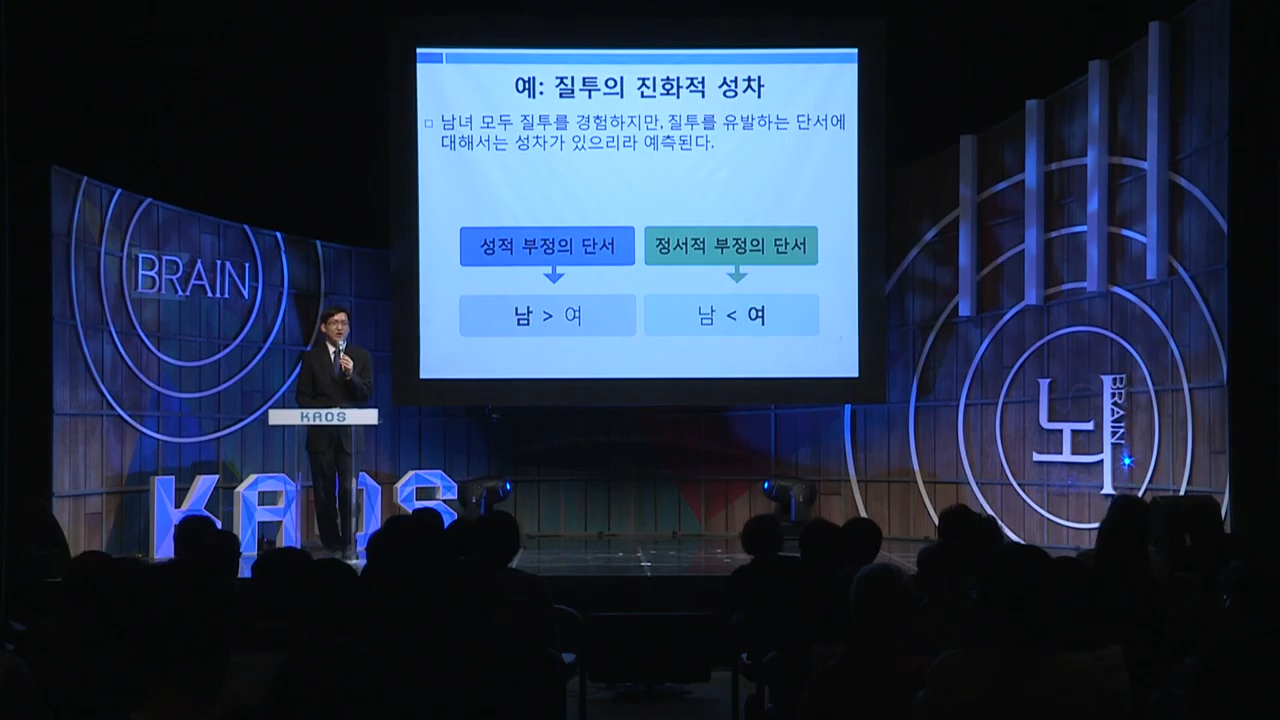 예: 질투의 진화적 성차
□ 남녀 모두 질투를 경험하지만, 질투를 유발하는 단서에
대해서는 성차가 있으리라 예측된다.
성적 부정의 단서
정서적 부정의 단서
남 > 여
남 < 여
BRAIN
KAOS
KAOS
뇌
BRAIN